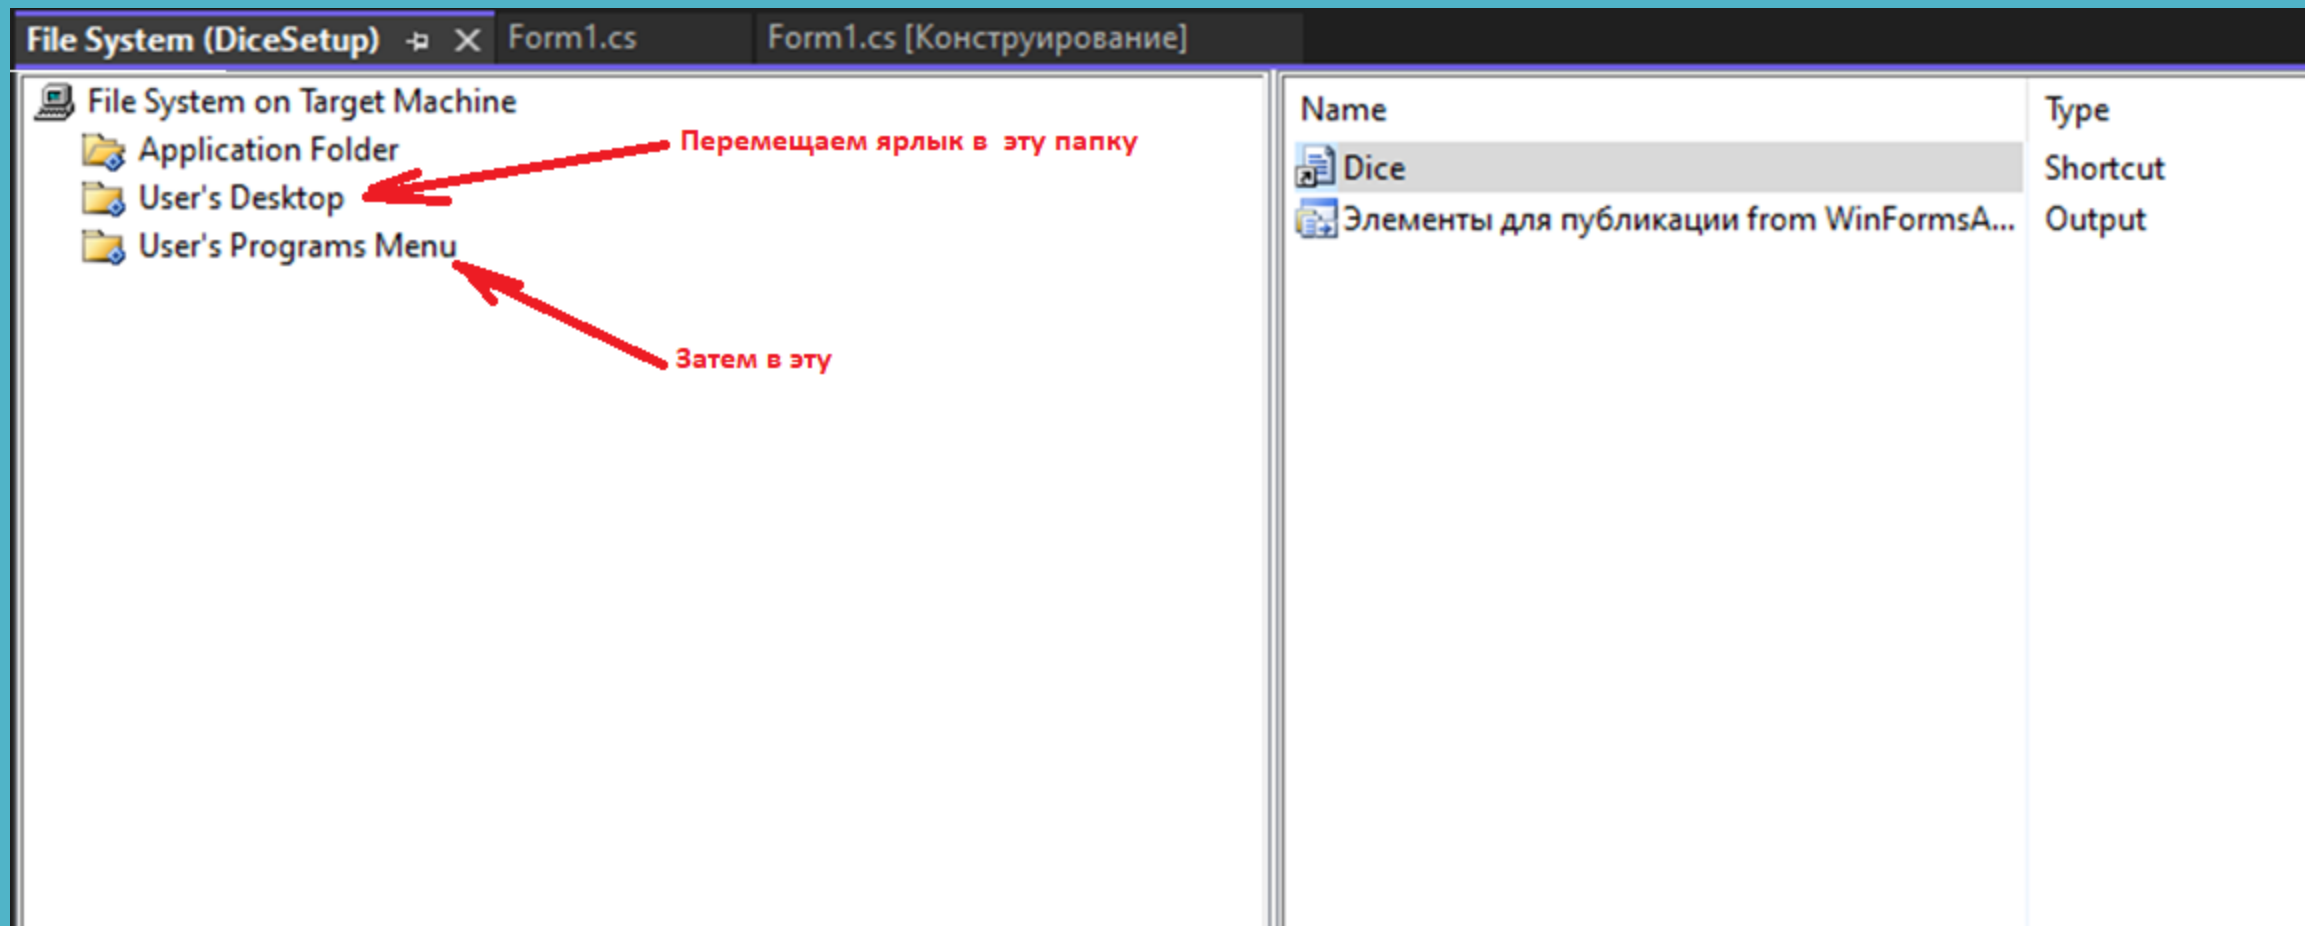 File System (DiceSetup)
Form1.cs
Form1.cs [Конструирование]
File System on Target Machine
Application Folder
User's Desktop
User's Programs Menu
Перемещаем ярлык в эту папку
Затем в эту
Name Type
Dice Shortcut
Элементы для публикации from WinFormsA... Output